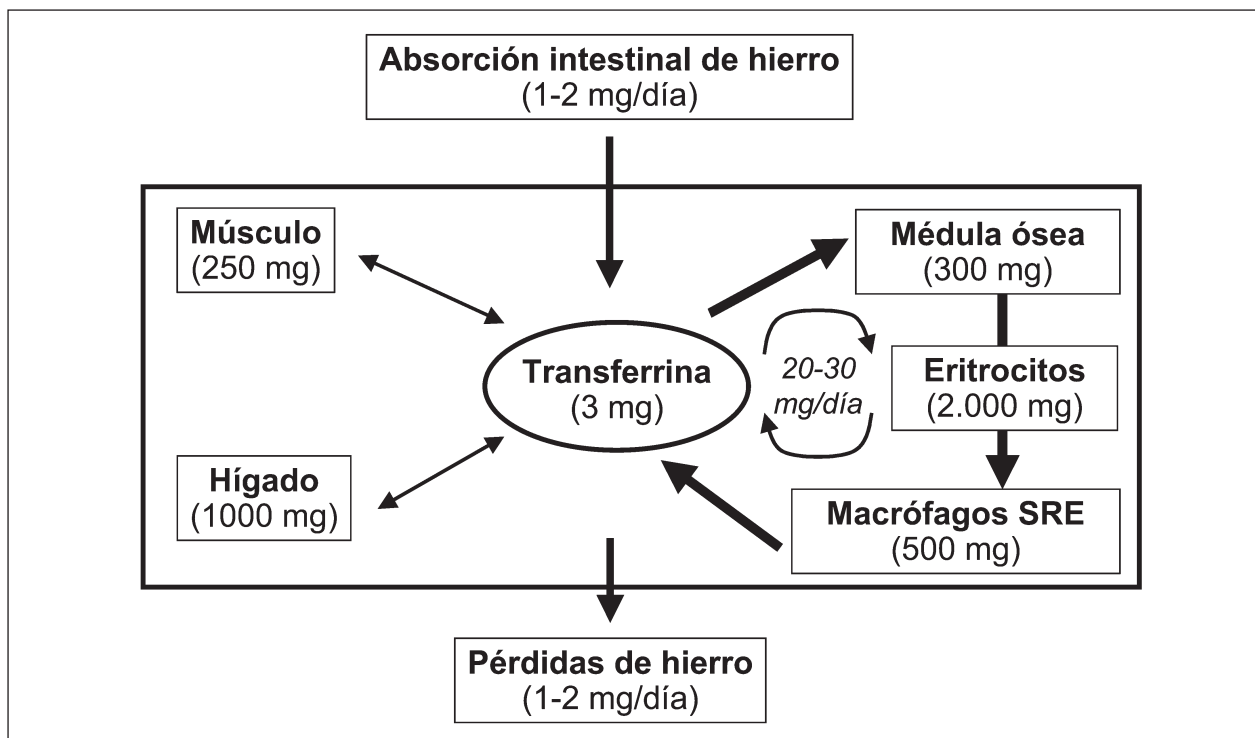 Absorción intestinal de hierro
(1-2 mg/día)
Músculo
(250 mg)
Médula ósea
(300 mg)
Transferrina
(3 mg)
20-30
mg/día
Eritrocitos
(2.000 mg)
Hígado
(1000 mg)
Macrófagos SRE
(500 mg)
Pérdidas de hierro
(1-2 mg/día)